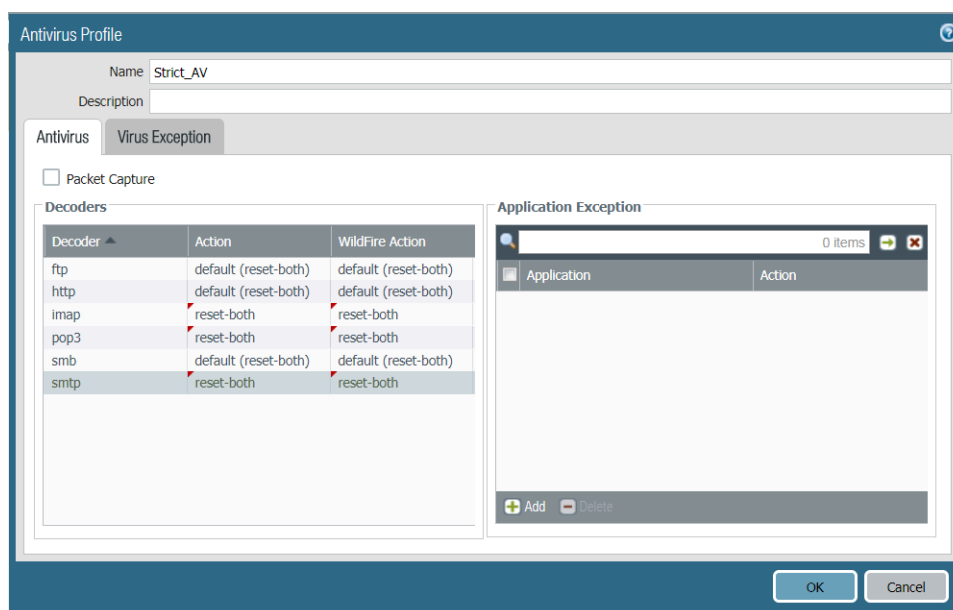 Antivirus Profile
Name Strict_AV
Description
Antivirus Virus Exception
Packet Capture
Decoders
Decoder Action WildFire Action
ftp default (reset-both) default (reset-both)
http default (reset-both) default (reset-both)
imap reset-both reset-both
pop3 reset-both reset-both
smb default (reset-both) default (reset-both)
smtp reset-both reset-both
Application Exception
0 items
Application Action
Add Delete
OK Cancel